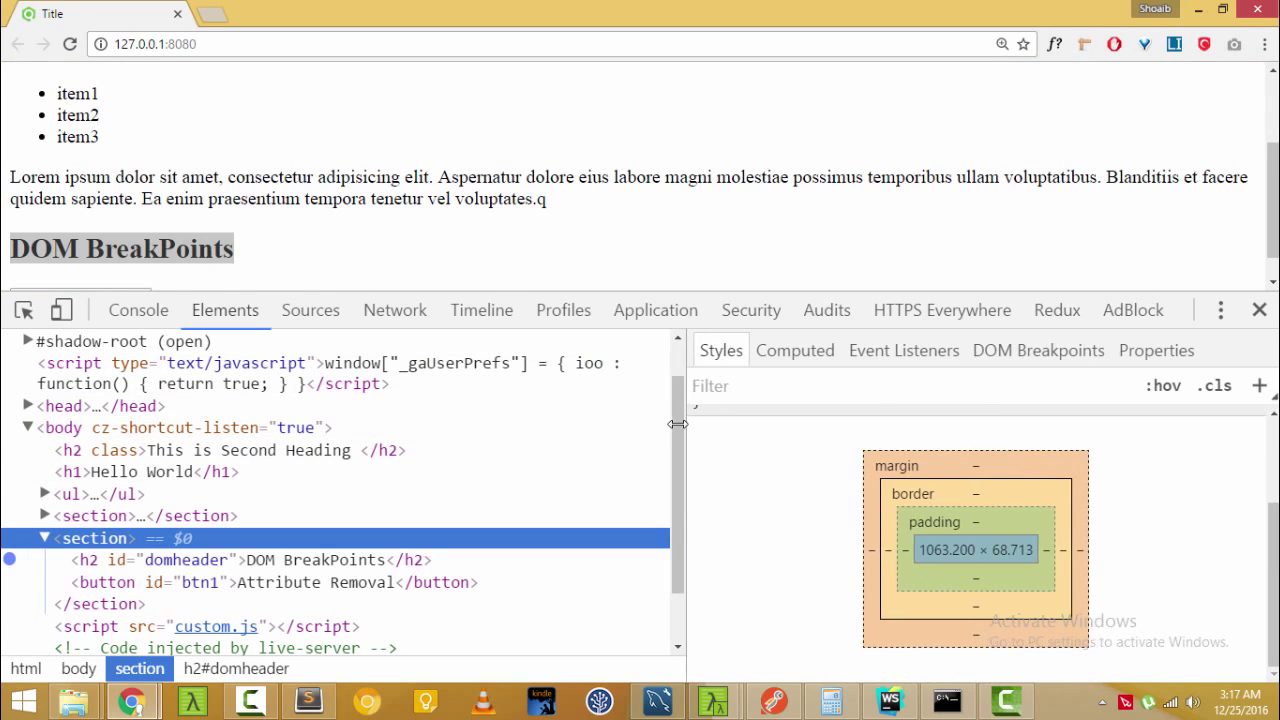 Title
Shoaib
127.0.0.1:8080
f?
LI
item1
item2
item3
Lorem ipsum dolor sit amet, consectetur adipisicing elit. Aspernatur dolore eius labore magni molestiae possimus temporibus ullam voluptatibus. Blanditiis et facere
quidem sapiente. Ea enim praesentium tempora tenetur vel voluptates.q
DOM BreakPoints
Console Elements Sources Network Timeline Profiles Application Security Audits HTTPS Everywhere Redux AdBlock
#shadow-root (open)
<script type="text/javascript">window["_gaUserPrefs"] = { ioo :
function() { return true; } }</script>
<head>…</head>
<body cz-shortcut-listen="true">
<h2 class>This is Second Heading </h2>
<h1>Hello World</h1>
<ul>…</ul>
<section>…</section>
<section> == $0
<h2 id="domheader">DOM BreakPoints</h2>
<button id="btn1">Attribute Removal</button>
</section>
<script src="custom.js"></script>
<!-- Code injected by live-server -->
html body section h2#domheader
Styles Computed Event Listeners DOM Breakpoints Properties
Filter :hov .cls +
}
margin –
border –
padding –
– – – 1063.200 × 68.713 – – –
–
–
–
Activate Windows
Go to PC settings to activate Windows.
kindle
WS
3:17 AM
12/25/2016